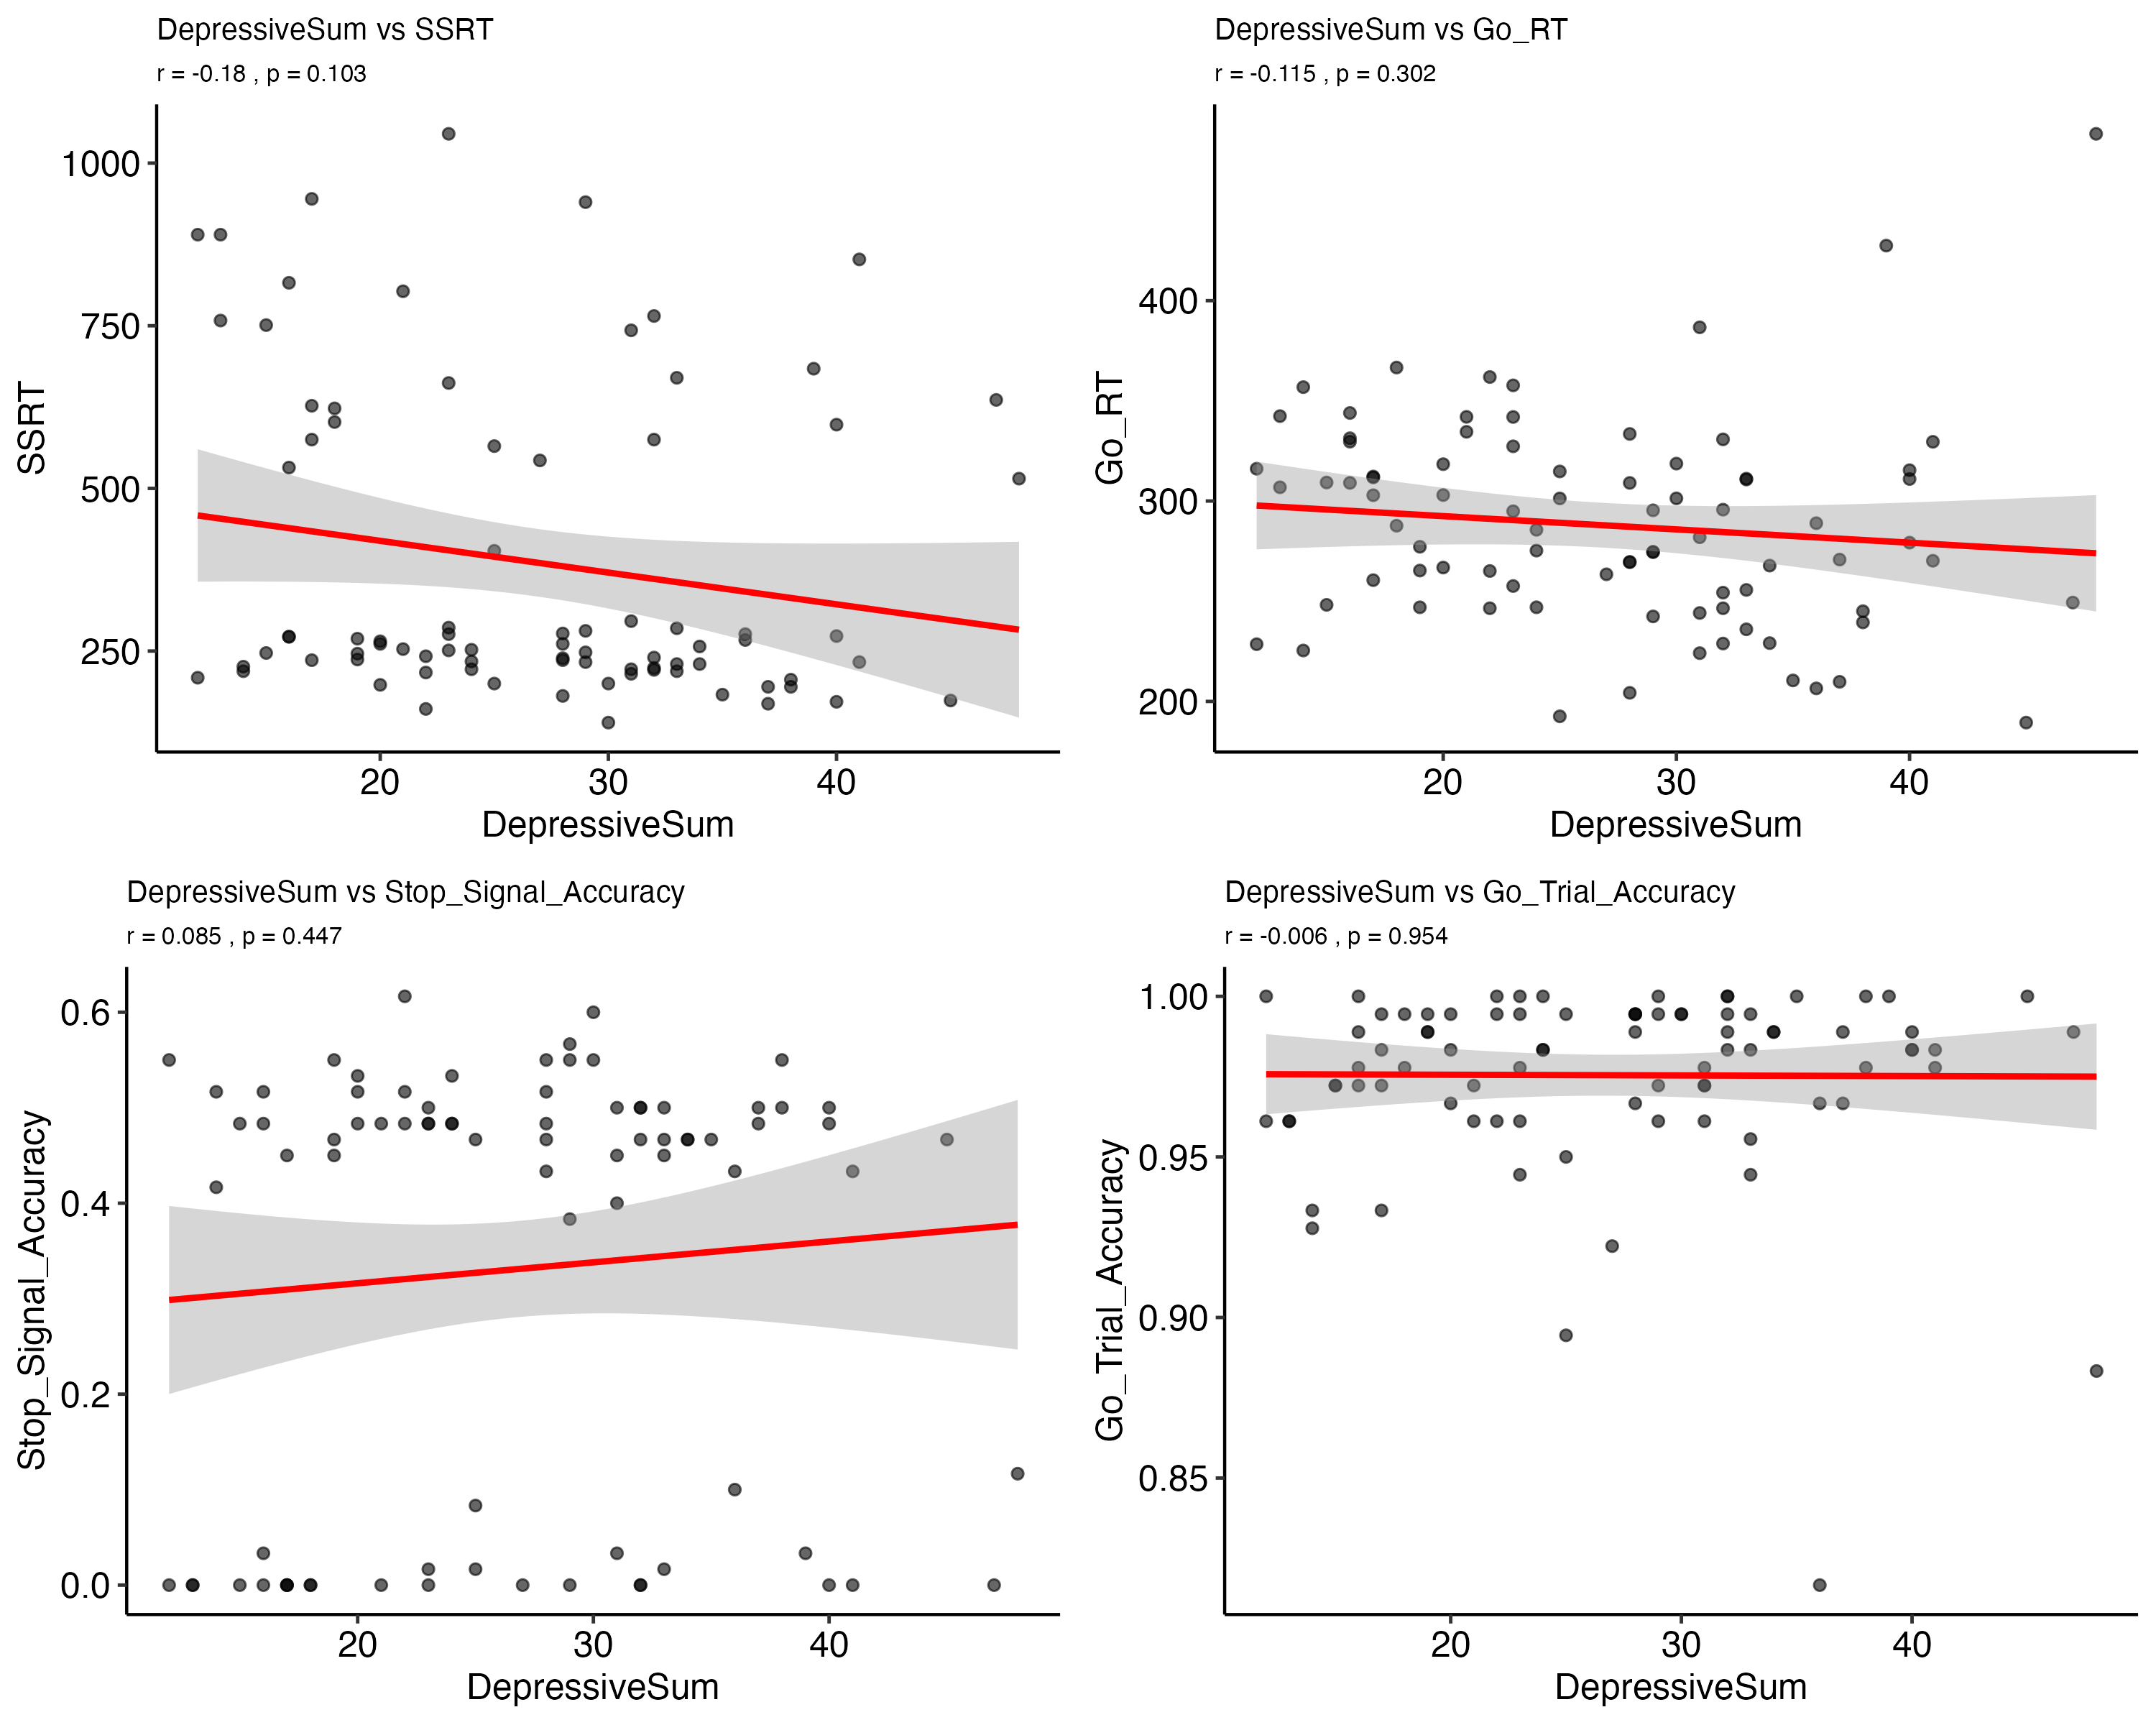 DepressiveSum vs SSRT
r = -0.18 , p = 0.103
1000
750
500
250
SSRT
20 30 40
DepressiveSum
DepressiveSum vs Go_RT
r = -0.115 , p = 0.302
400
300
200
Go_RT
20 30 40
DepressiveSum
DepressiveSum vs Stop_Signal_Accuracy
r = 0.085 , p = 0.447
0.6
0.4
0.2
0.0
Stop_Signal_Accuracy
20 30 40
DepressiveSum
DepressiveSum vs Go_Trial_Accuracy
r = -0.006 , p = 0.954
1.00
0.95
0.90
0.85
Go_Trial_Accuracy
20 30 40
DepressiveSum